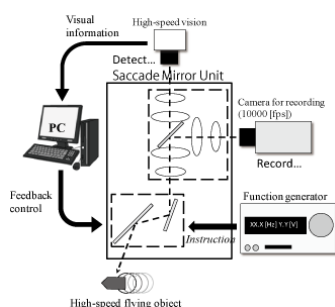 Visual
information
High-speed vision
Detect...
Saccade Mirror Unit
Camera for recording
(10000 [fps])
PC
Record...
Feedback
control
Function generator
XX.X [Hz] Y.Y [V]
Instruction
High-speed flying object